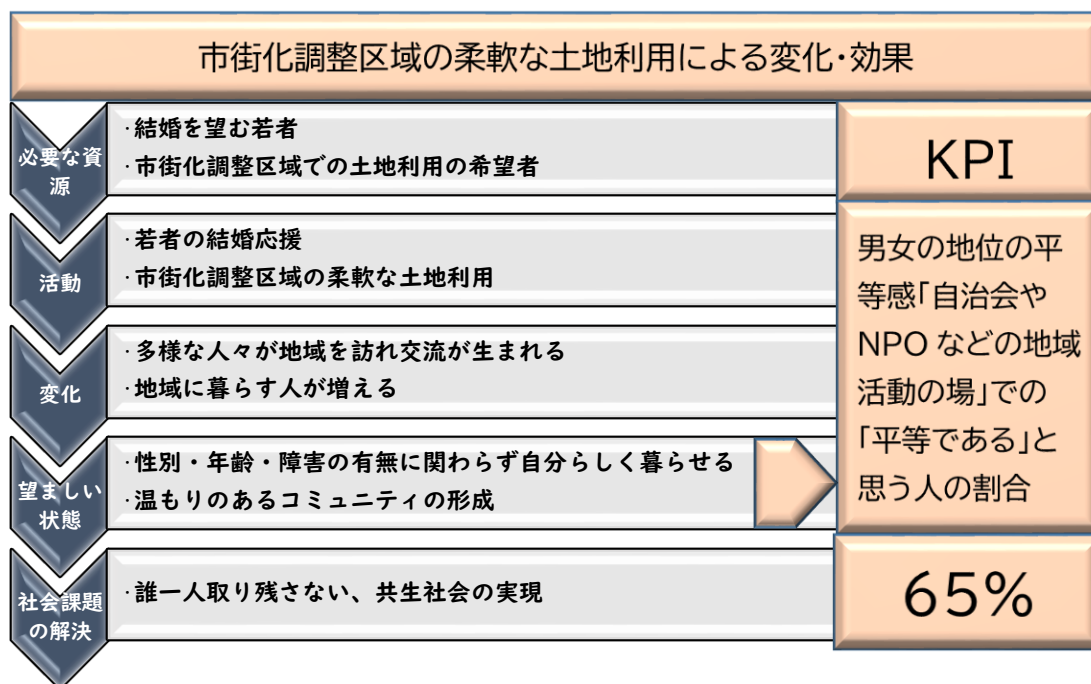 市街化調整区域の柔軟な土地利用による変化・効果
必要な資
源
・結婚を望む若者
・市街化調整区域での土地利用の希望者
活動
・若者の結婚応援
・市街化調整区域の柔軟な土地利用
変化
・多様な人々が地域を訪れ交流が生まれる
・地域に暮らす人が増える
望ましい
状態
・性別・年齢・障害の有無に関わらず自分らしく暮らせる
・温もりのあるコミュニティの形成
社会課題
の解決
・誰一人取り残さない、共生社会の実現
KPI
男女の地位の平
等感「自治会や
NPO などの地域
活動の場」での
「平等である」と
思う人の割合
65%